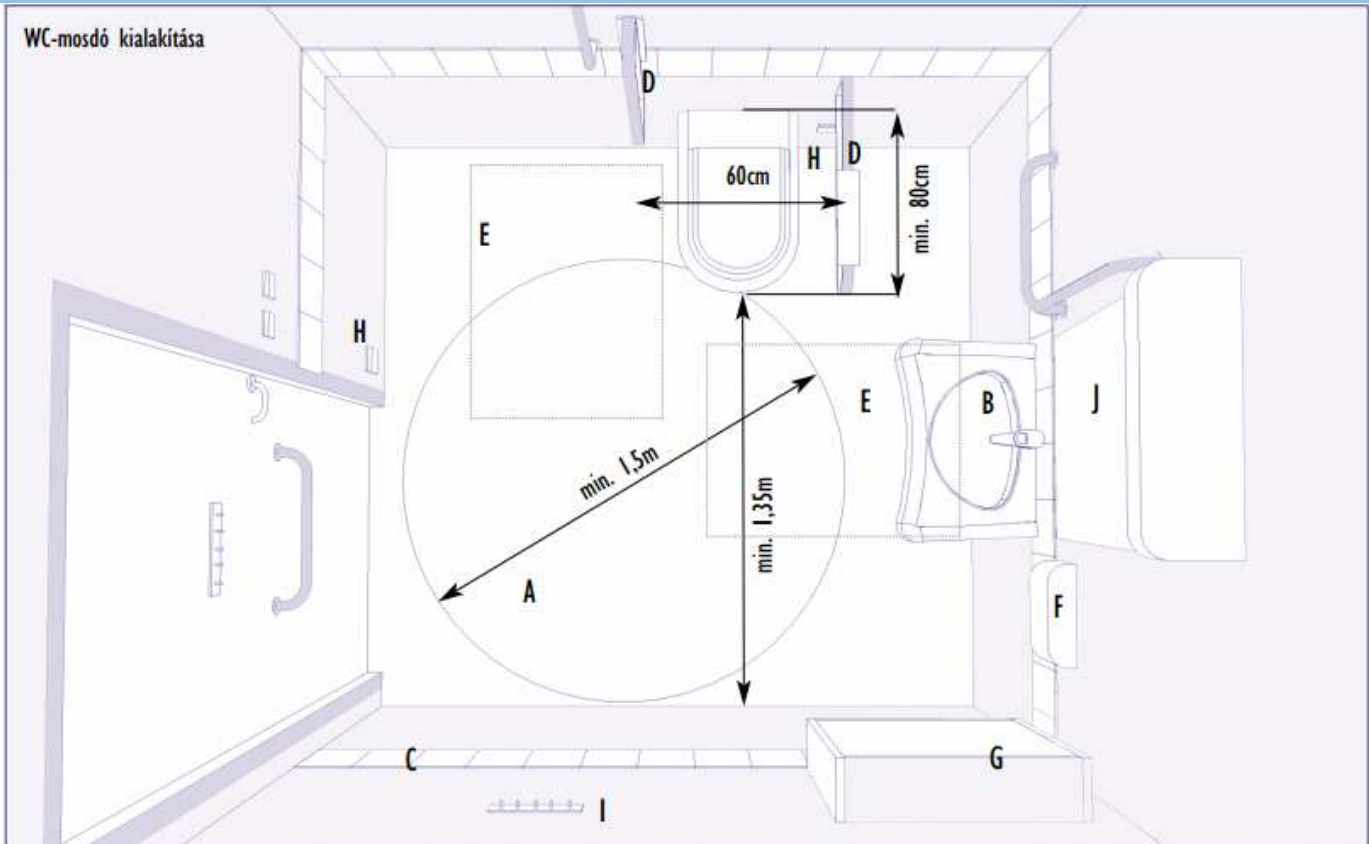 WC-mosdó kialakítása
D
H
D
60cm
min. 80cm
E
H
E
B
J
min. 1,5m
min. 1,35m
A
F
C
G
I